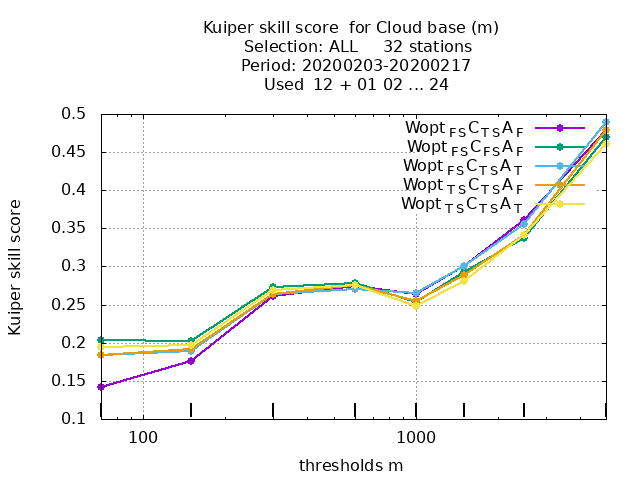 Kuiper skill score for Cloud base (m)
Selection: ALL 32 stations
Period: 20200203-20200217
Used 12 + 01 02 ... 24
Kuiper skill score
0.5
0.45
0.4
0.35
0.3
0.25
0.2
0.15
0.1
Wopt FS C TS A F
Wopt FS C FS A F
Wopt FS C TS A T
Wopt TS C TS A F
Wopt TS C TS A T
100 1000
thresholds m